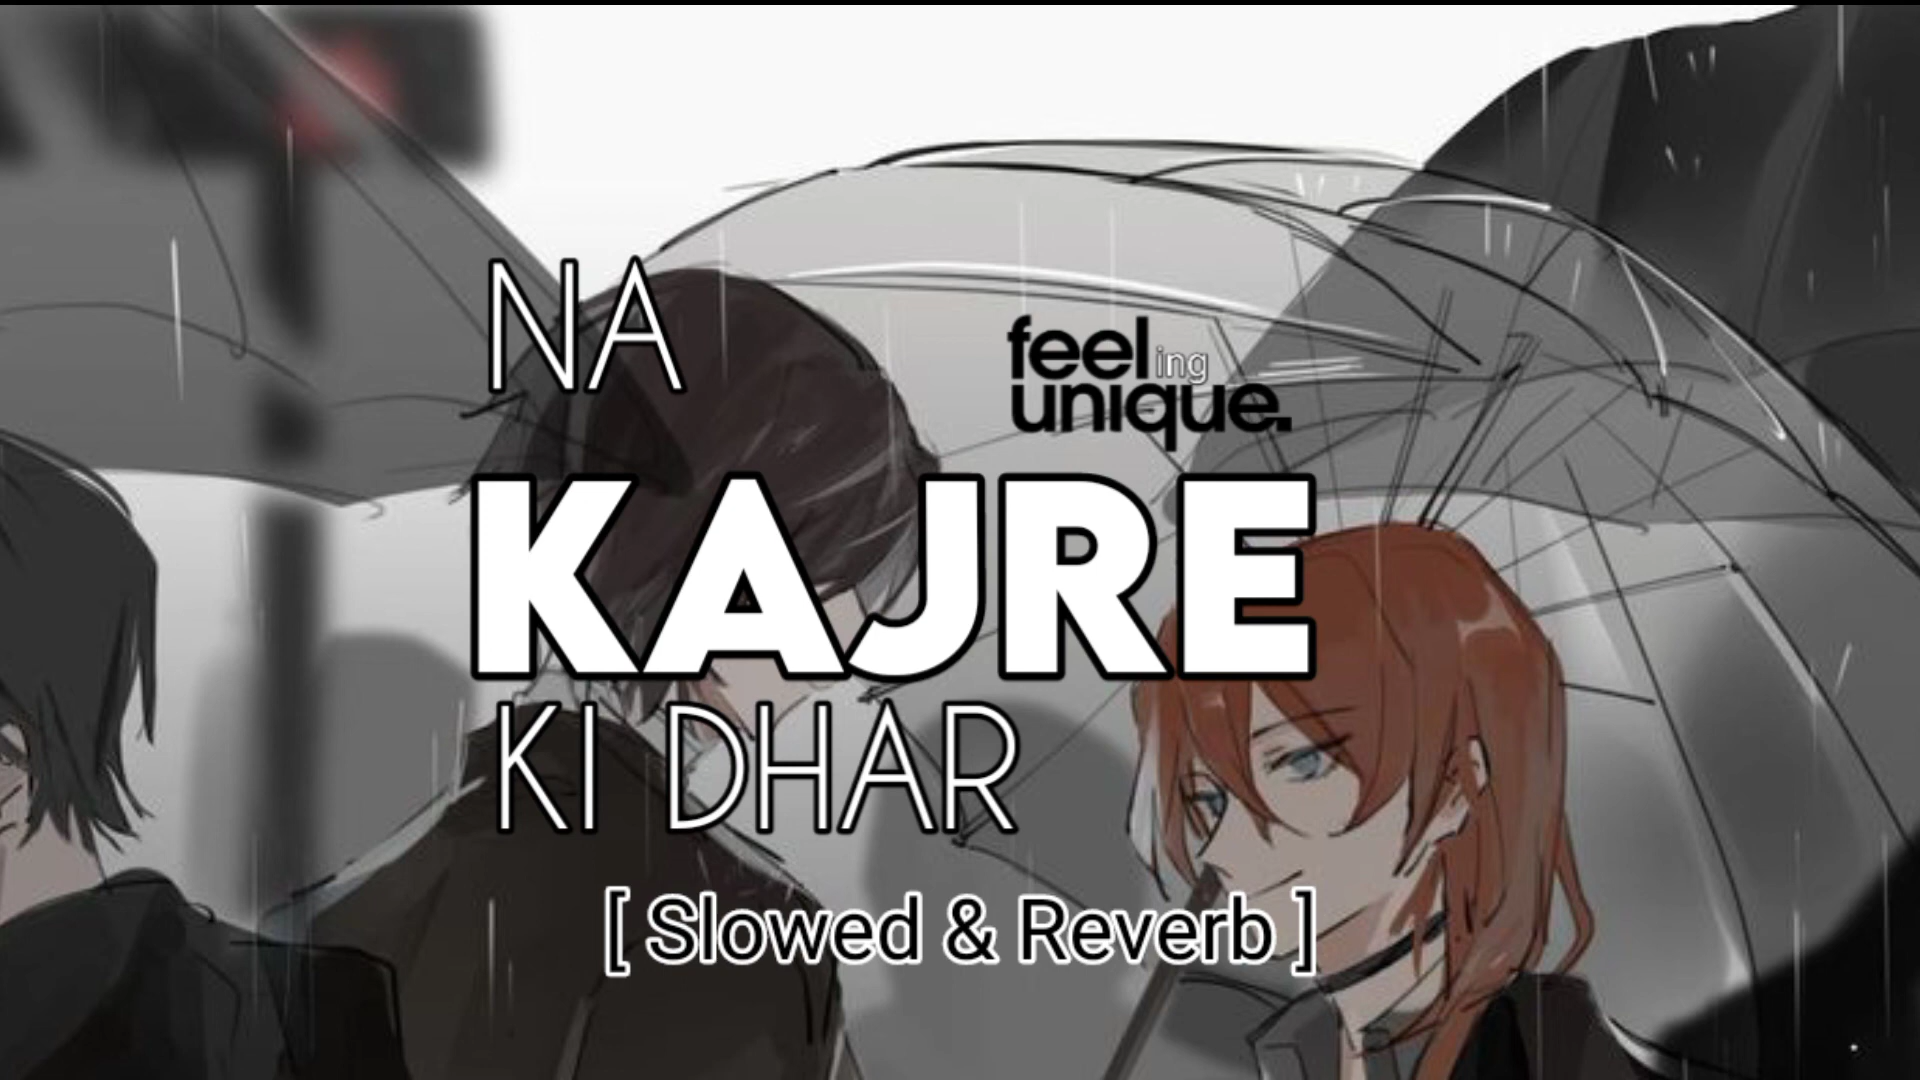 NA
feeling
unique.
KAJRE
KI DHAR
[ Slowed & Reverb ]